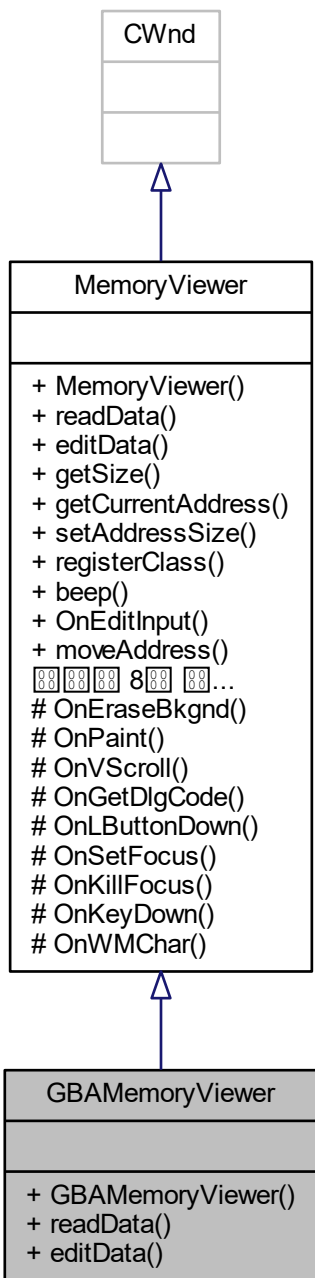 CWnd
MemoryViewer
+ MemoryViewer()
+ readData()
+ editData()
+ getSize()
+ getCurrentAddress()
+ setAddressSize()
+ registerClass()
+ beep()
+ OnEditInput()
+ moveAddress()
8
# OnEraseBkgnd()
# OnPaint()
# OnVScroll()
# OnGetDlgCode()
# OnLButtonDown()
# OnSetFocus()
# OnKillFocus()
# OnKeyDown()
# OnWMChar()
GBAMemoryViewer
+ GBAMemoryViewer()
+ readData()
+ editData()